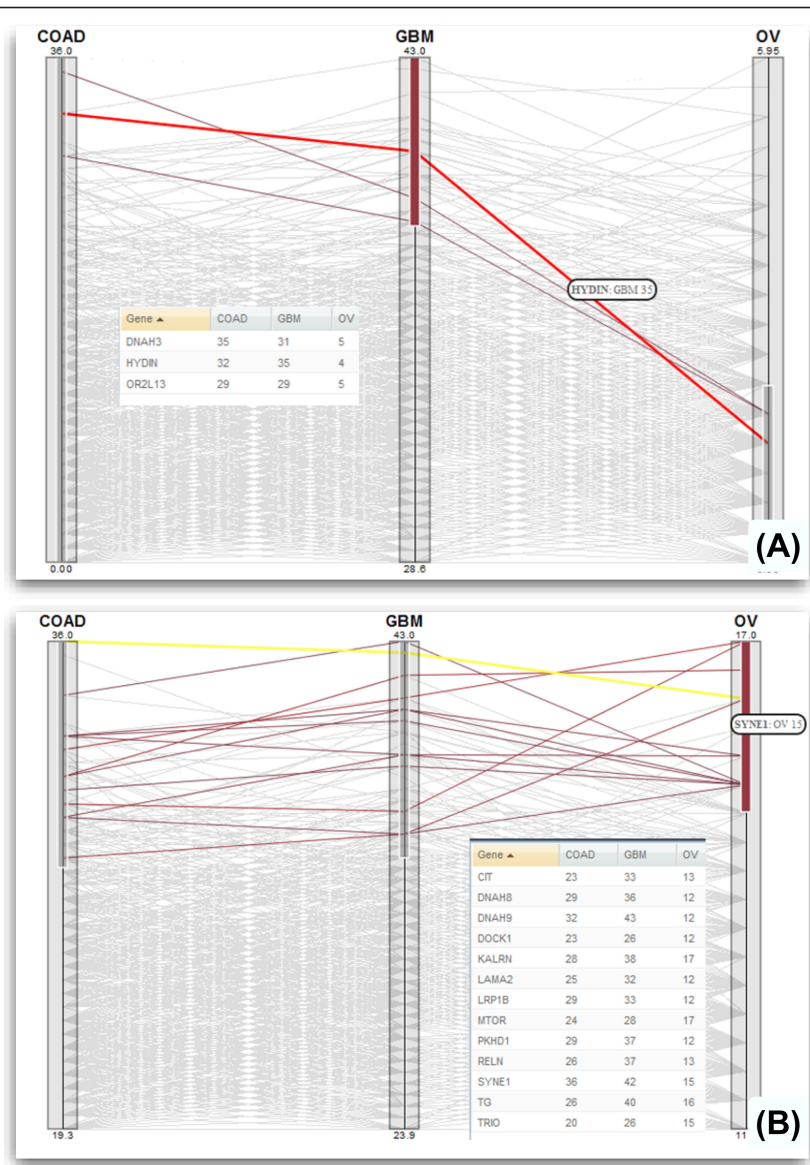 COAD GBM OV
36.0 43.0 5.95
HYDIN: GBM 35
Gene COAD GBM OV
DNAH3 35 31 5
HYDIN 32 35 4
OR2L13 29 29 5
(A)
0.00 28.6
COAD GBM OV
36.0 43.0 17.0
SYNE1: OV 15
Gene COAD GBM OV
CIT 23 33 13
DNAH8 29 36 12
DNAH9 32 43 12
DOCK1 23 26 12
KALRN 28 38 17
LAMA2 25 32 12
LRP1B 29 33 12
MTOR 24 28 17
PKHD1 29 37 12
RELN 26 37 13
SYNE1 36 42 15
TG 26 40 16
TRIO 20 26 15
(B)
19.3 23.9 11